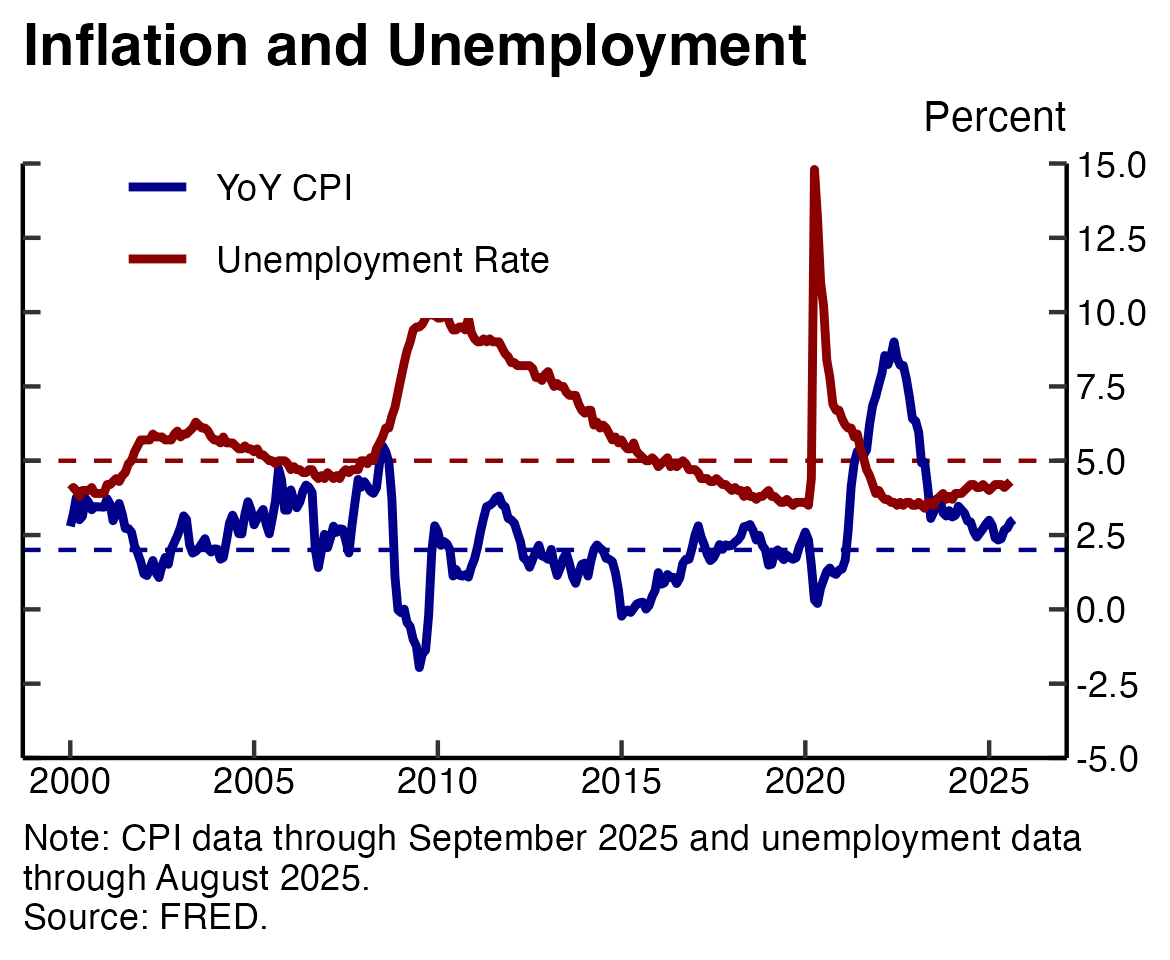 Inflation and Unemployment
Percent
YoY CPI
Unemployment Rate
15.0
12.5
10.0
7.5
5.0
2.5
0.0
-2.5
-5.0
2000 2005 2010 2015 2020 2025
Note: CPI data through September 2025 and unemployment data
through August 2025.
Source: FRED.